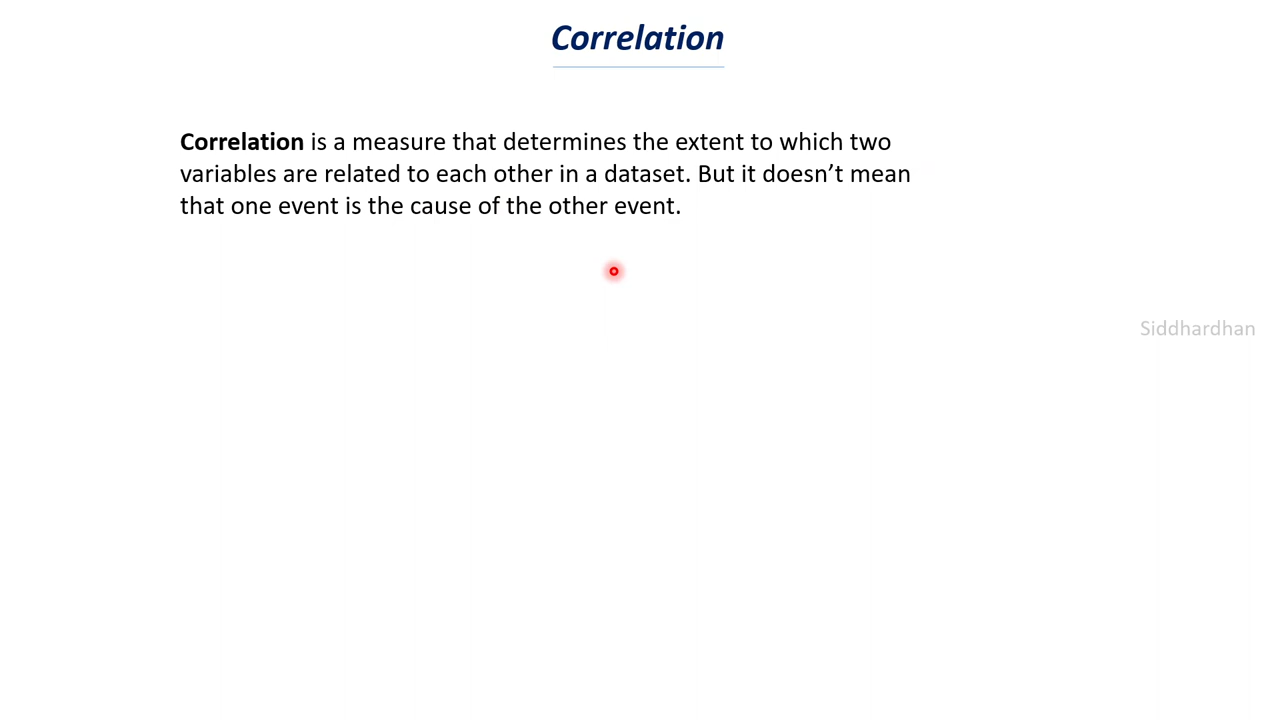 Correlation
Correlation is a measure that determines the extent to which two
variables are related to each other in a dataset. But it doesn’t mean
that one event is the cause of the other event.
Siddhardhan